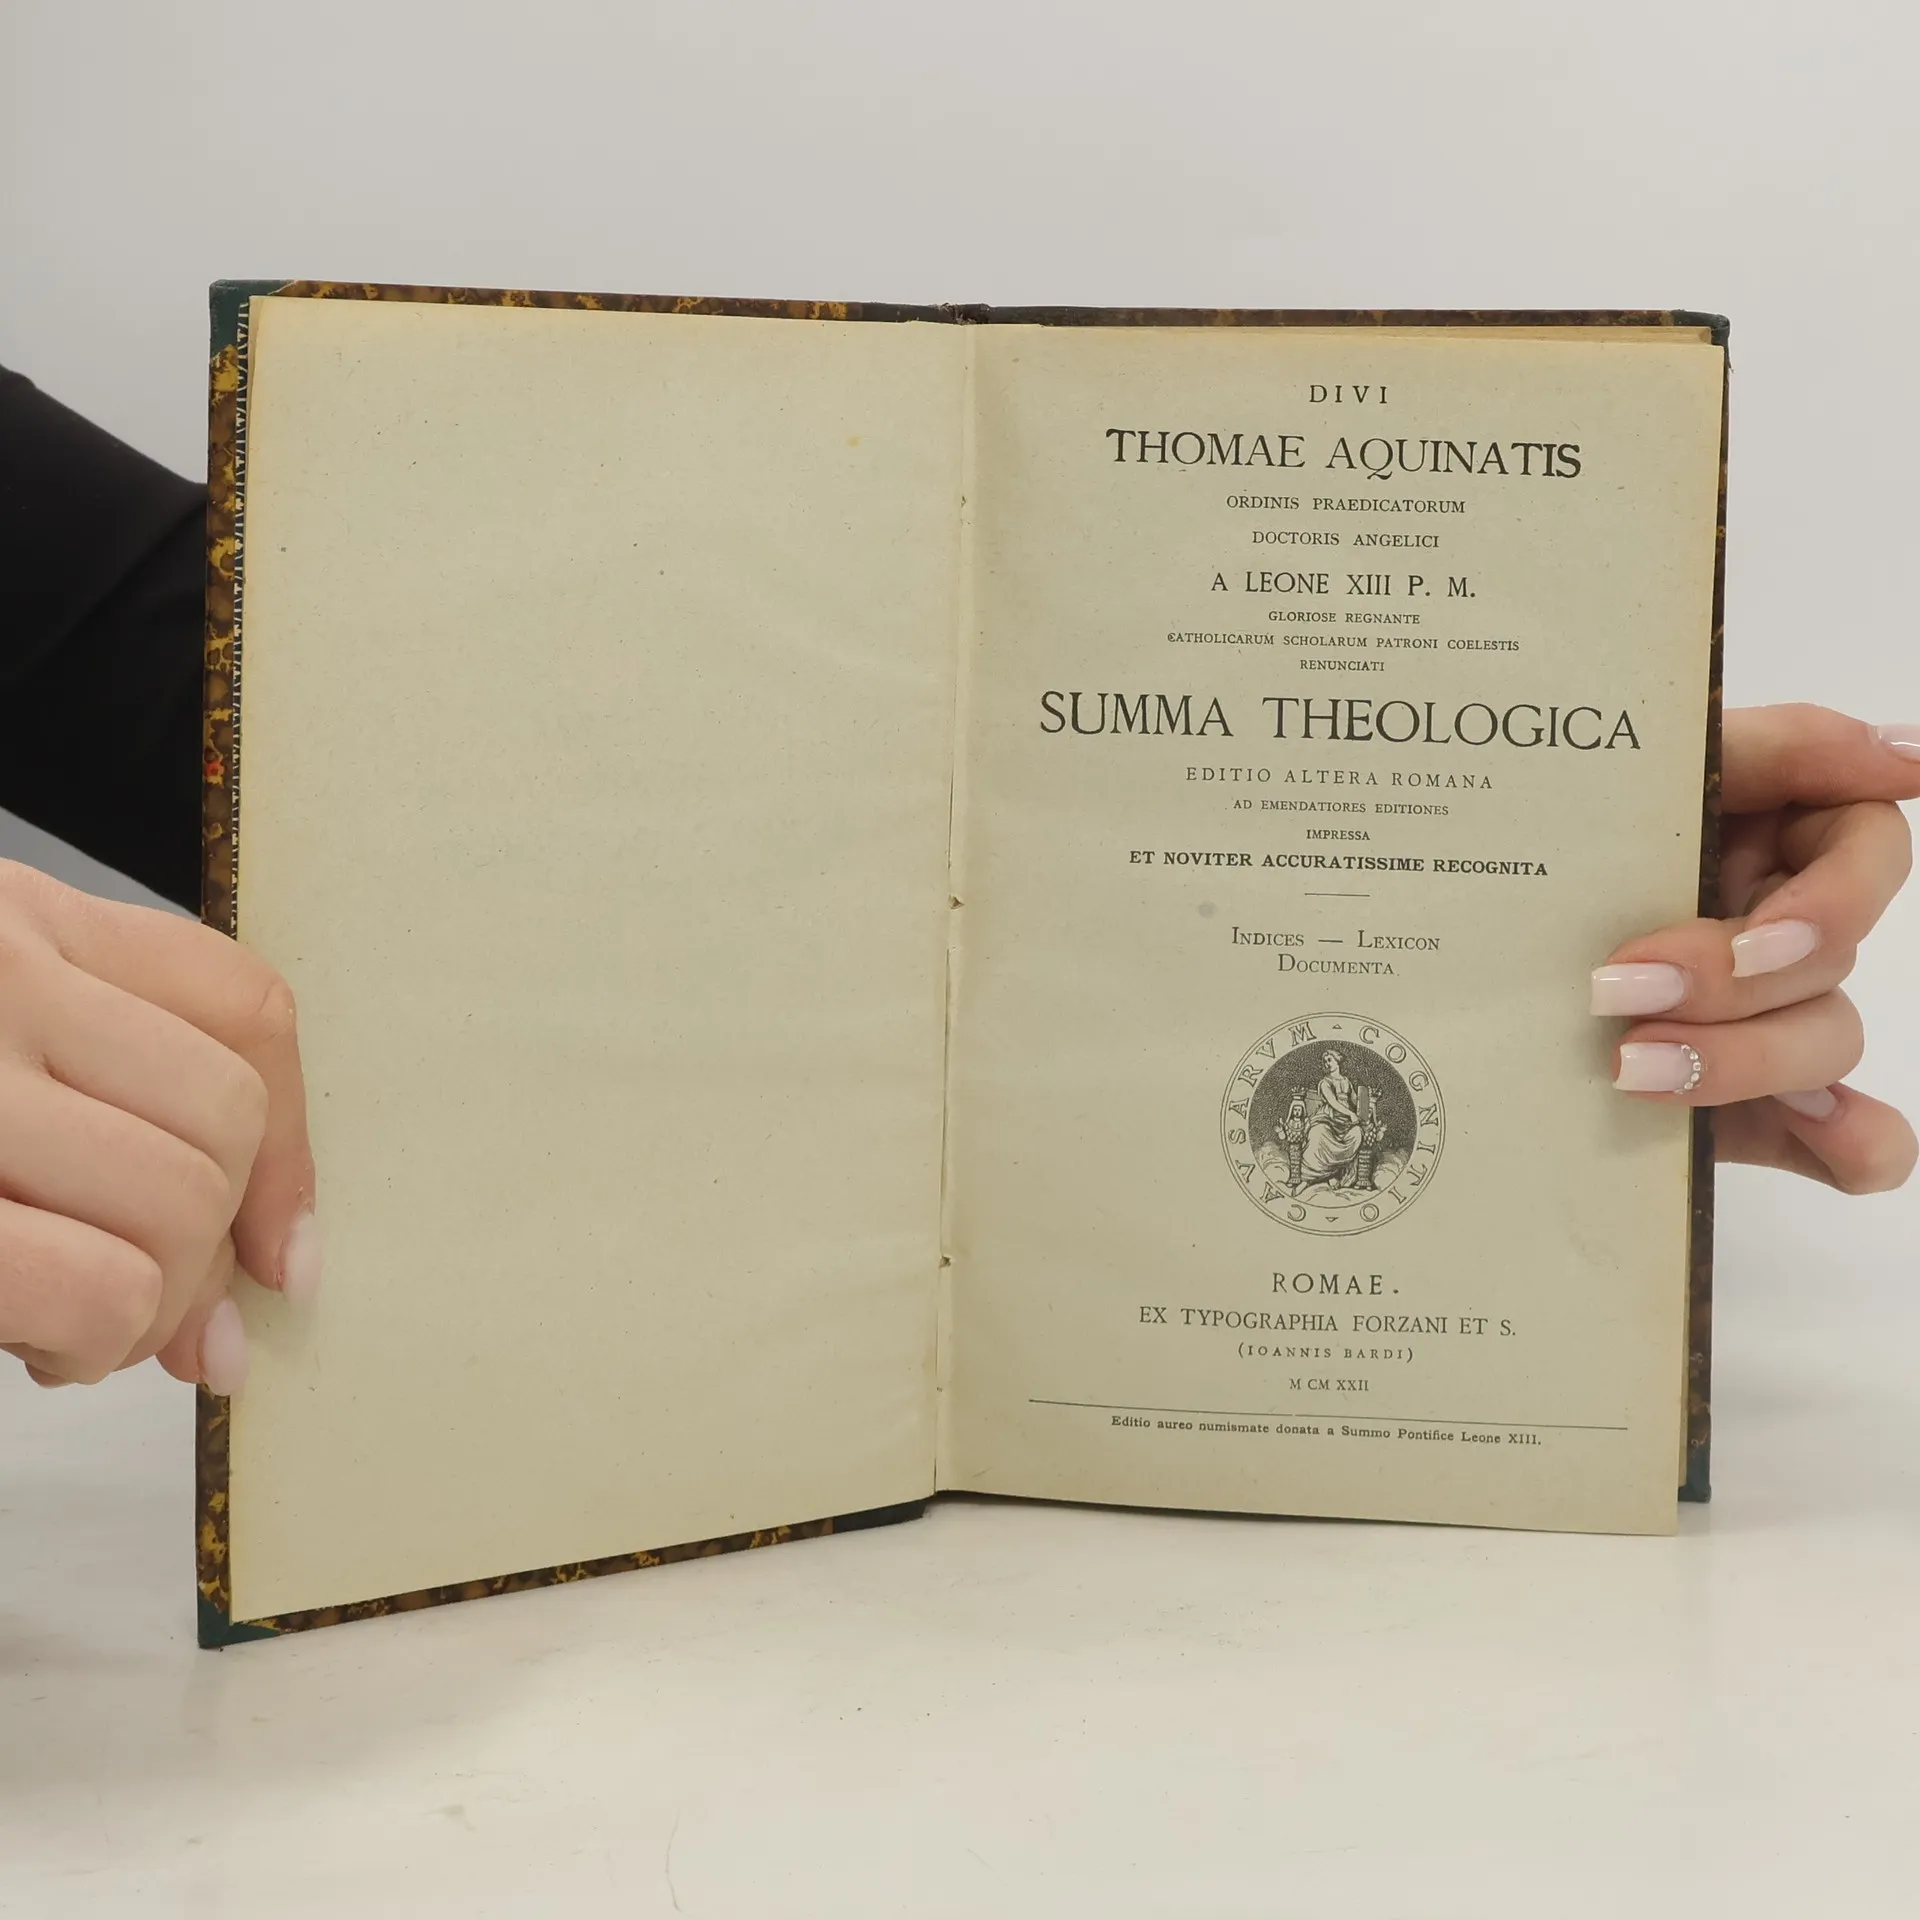 DIVI
THOMAE AQUINATIS
ORDINIS PRAEDICATORUM
DOCTORIS ANGELICI
A LEONE XIII P. M.
GLORIOSE REGNANTE
CATHOLICARUM SCHOLARUM PATRONI COELESTIS
RENUNCIATI
SUMMA THEOLOGICA
EDITIO ALTERA ROMANA
AD EMENDATIORES EDITIONES
IMPRESSA
ET NOVITER ACCURATISSIME RECOGNITA
INDICES — LEXICON
DOCUMENTA
CAVSARVM COGNITIO
ROMAE.
EX TYPOGRAPHIA FORZANI ET S.
(IOANNIS BARDI)
M CM XXII
Editio aureo numismate donata a Summo Pontifice Leone XIII.